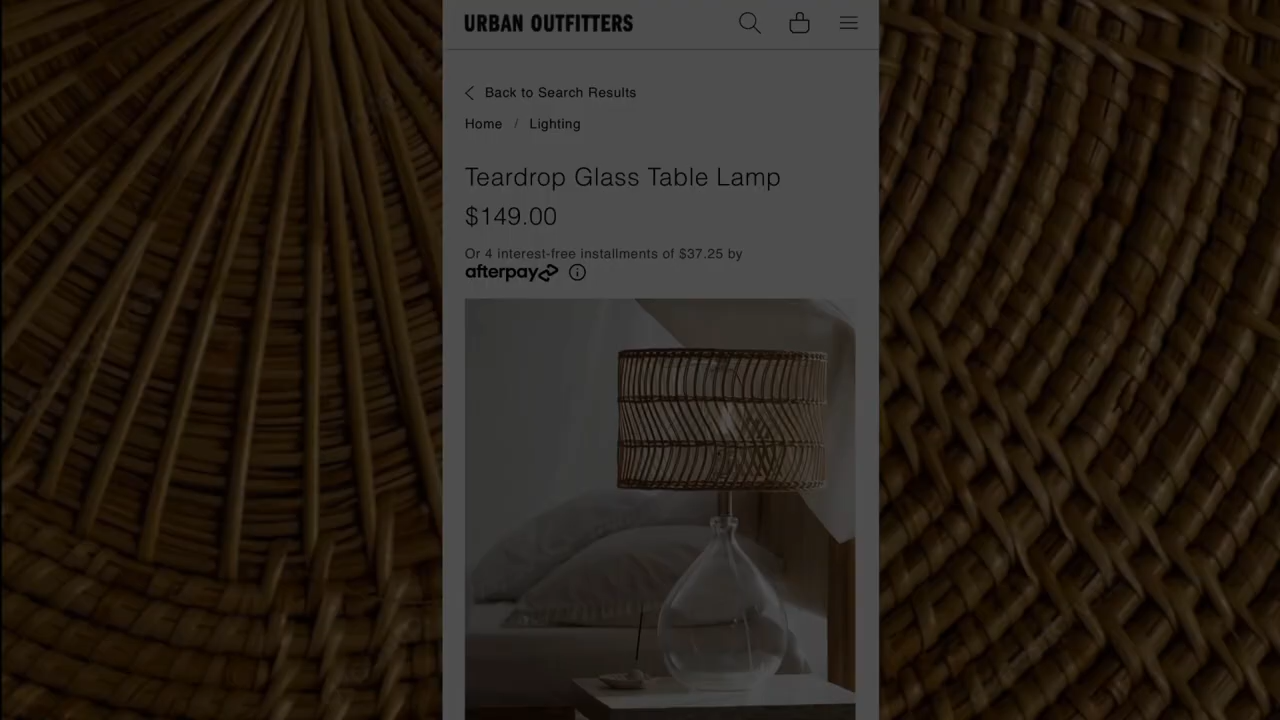 URBAN OUTFITTERS
Back to Search Results
Home / Lighting
Teardrop Glass Table Lamp
$149.00
Or 4 interest-free installments of $37.25 by
afterpay